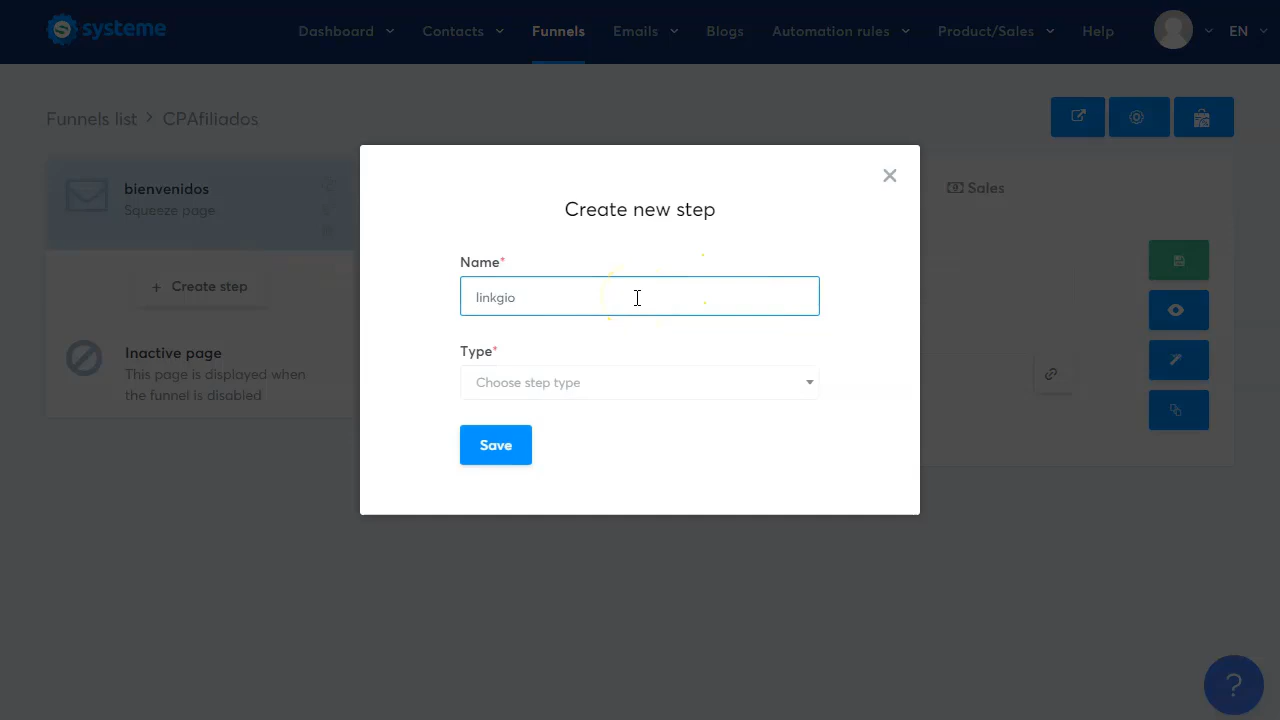 systeme
Dashboard
Contacts
Funnels
Emails
Blogs
Automation rules
Product/Sales
Help
EN
Funnels list > CPAfiliados
bienvenidos
Squeeze page
Sales
+ Create step
Inactive page
This page is displayed when
the funnel is disabled
Create new step
Name*
linkgio
Type*
Choose step type
Save
?